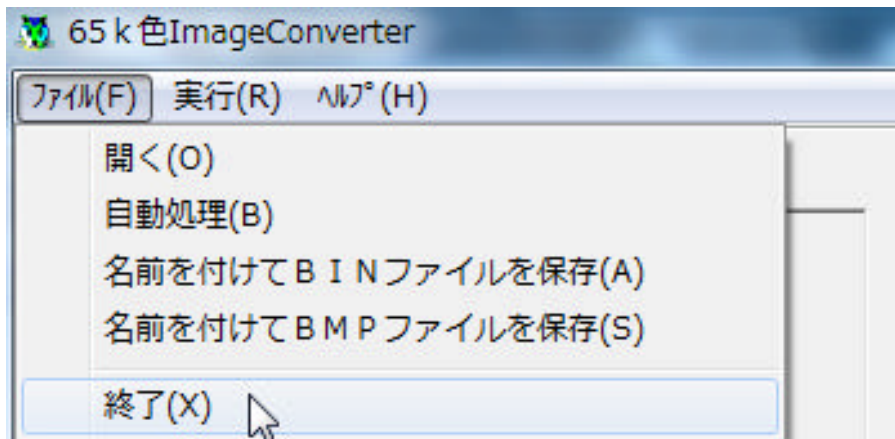 65ｋ色ImageConverter
ﾌｧｲﾙ(F) 実行(R) ﾍﾙﾌﾟ(H)
開く(O)
自動処理(B)
名前を付けてＢＩＮファイルを保存(A)
名前を付けてＢＭＰファイルを保存(S)
終了(X)